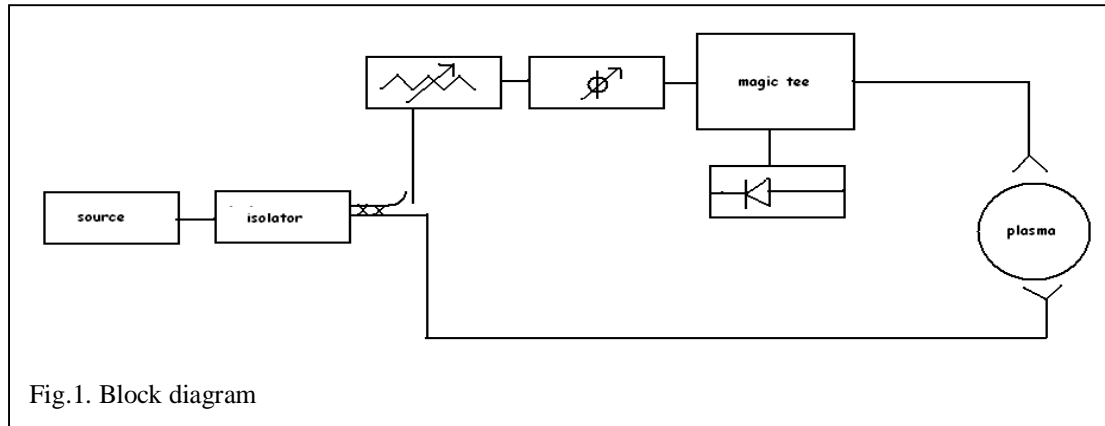 magic tee
source
isolator
plasma
Fig.1. Block diagram